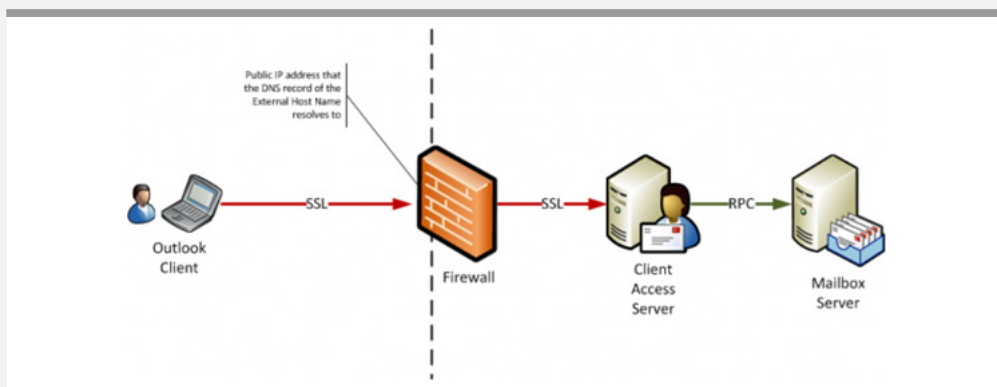 Public IP address that
the DNS record of the
External Host Name
resolves to
SSL
SSL
RPC
Outlook
Client
Firewall
Client
Access
Server
Mailbox
Server